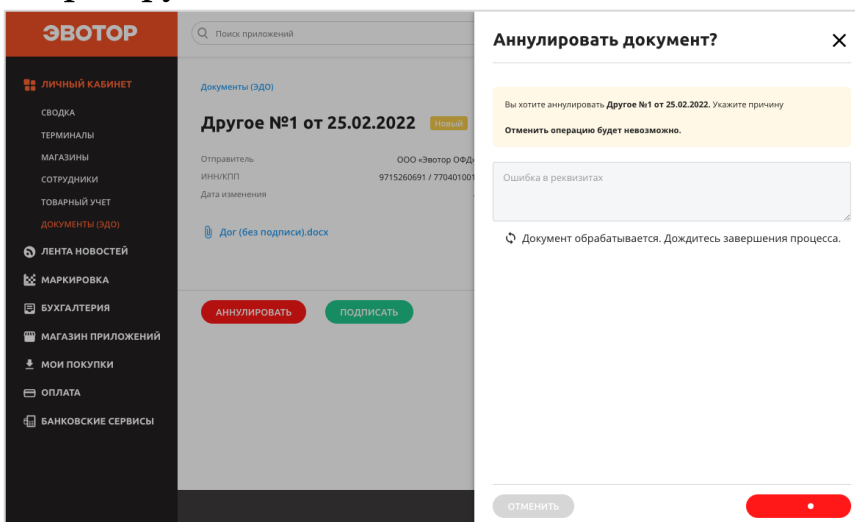 ЭВОТОР
Поиск приложений
ЛИЧНЫЙ КАБИНЕТ
СВОДКА
ТЕРМИНАЛЫ
МАГАЗИНЫ
СОТРУДНИКИ
ТОВАРНЫЙ УЧЕТ
ДОКУМЕНТЫ (ЭДО)
ЛЕНТА НОВОСТЕЙ
МАРКИРОВКА
БУХГАЛТЕРИЯ
МАГАЗИН ПРИЛОЖЕНИЙ
МОИ ПОКУПКИ
ОПЛАТА
БАНКОВСКИЕ СЕРВИСЫ
Документы (ЭДО)
Другое №1 от 25.02.2022 Новый
Отправитель ООО «Эвотор ОФД»
ИНН/КПП 9715260691 / 770401001
Дата изменения
Дог (без подписи).docx
АННУЛИРОВАТЬ ПОДПИСАТЬ
Аннулировать документ?
Вы хотите аннулировать Другое №1 от 25.02.2022. Укажите причину
Отменить операцию будет невозможно.
Ошибка в реквизитах
Документ обрабатывается. Дождитесь завершения процесса.
ОТМЕНИТЬ